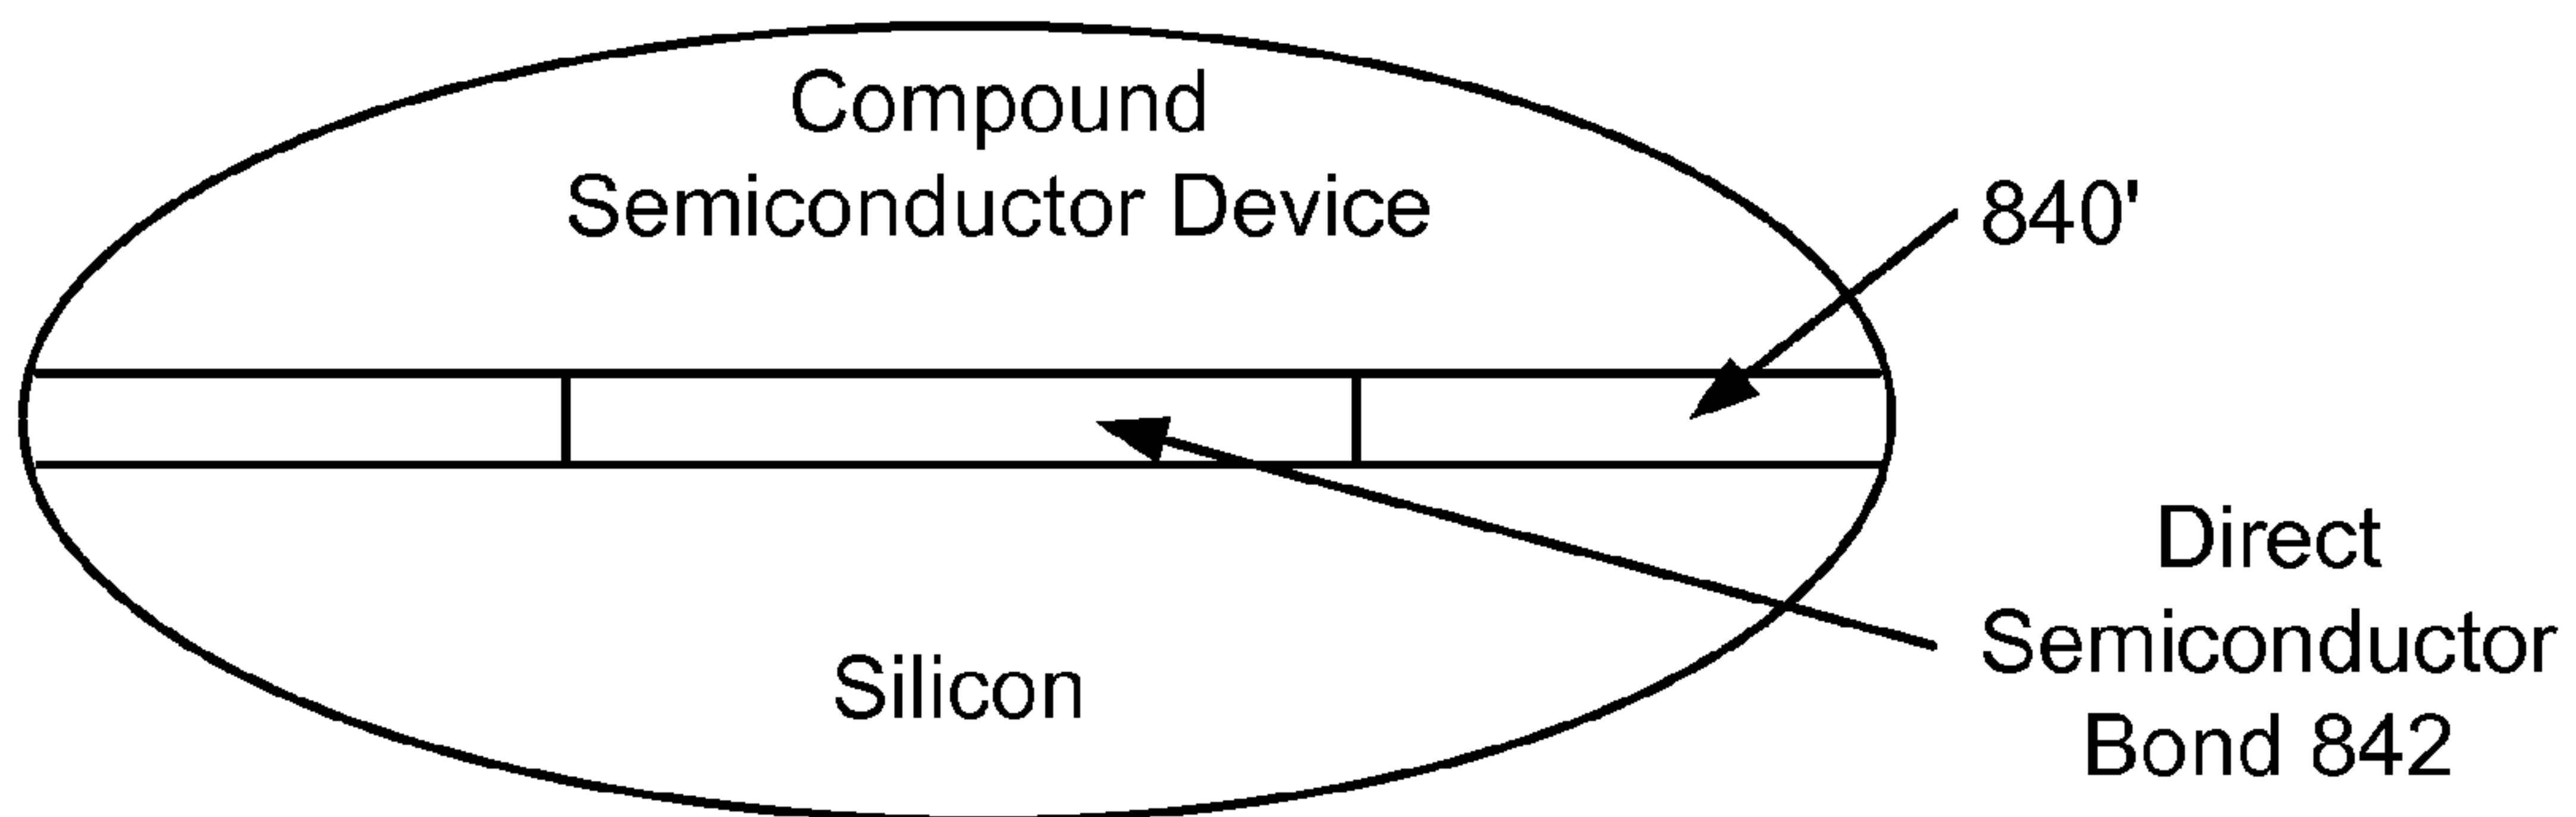 Compound
Semiconductor Device
840'
Direct
Semiconductor
Bond 842
Silicon